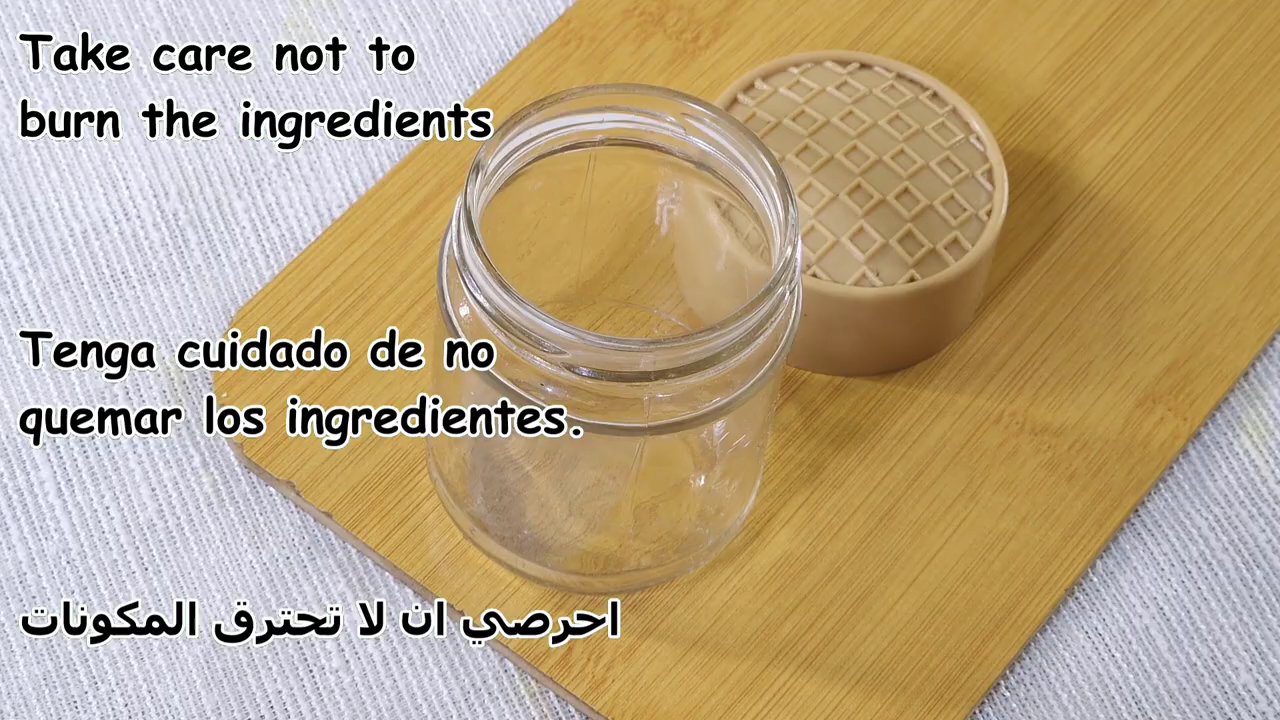 Take care not to
burn the ingredients
Tenga cuidado de no
quemar los ingredientes.
احرصي ان لا تحترق المكونات